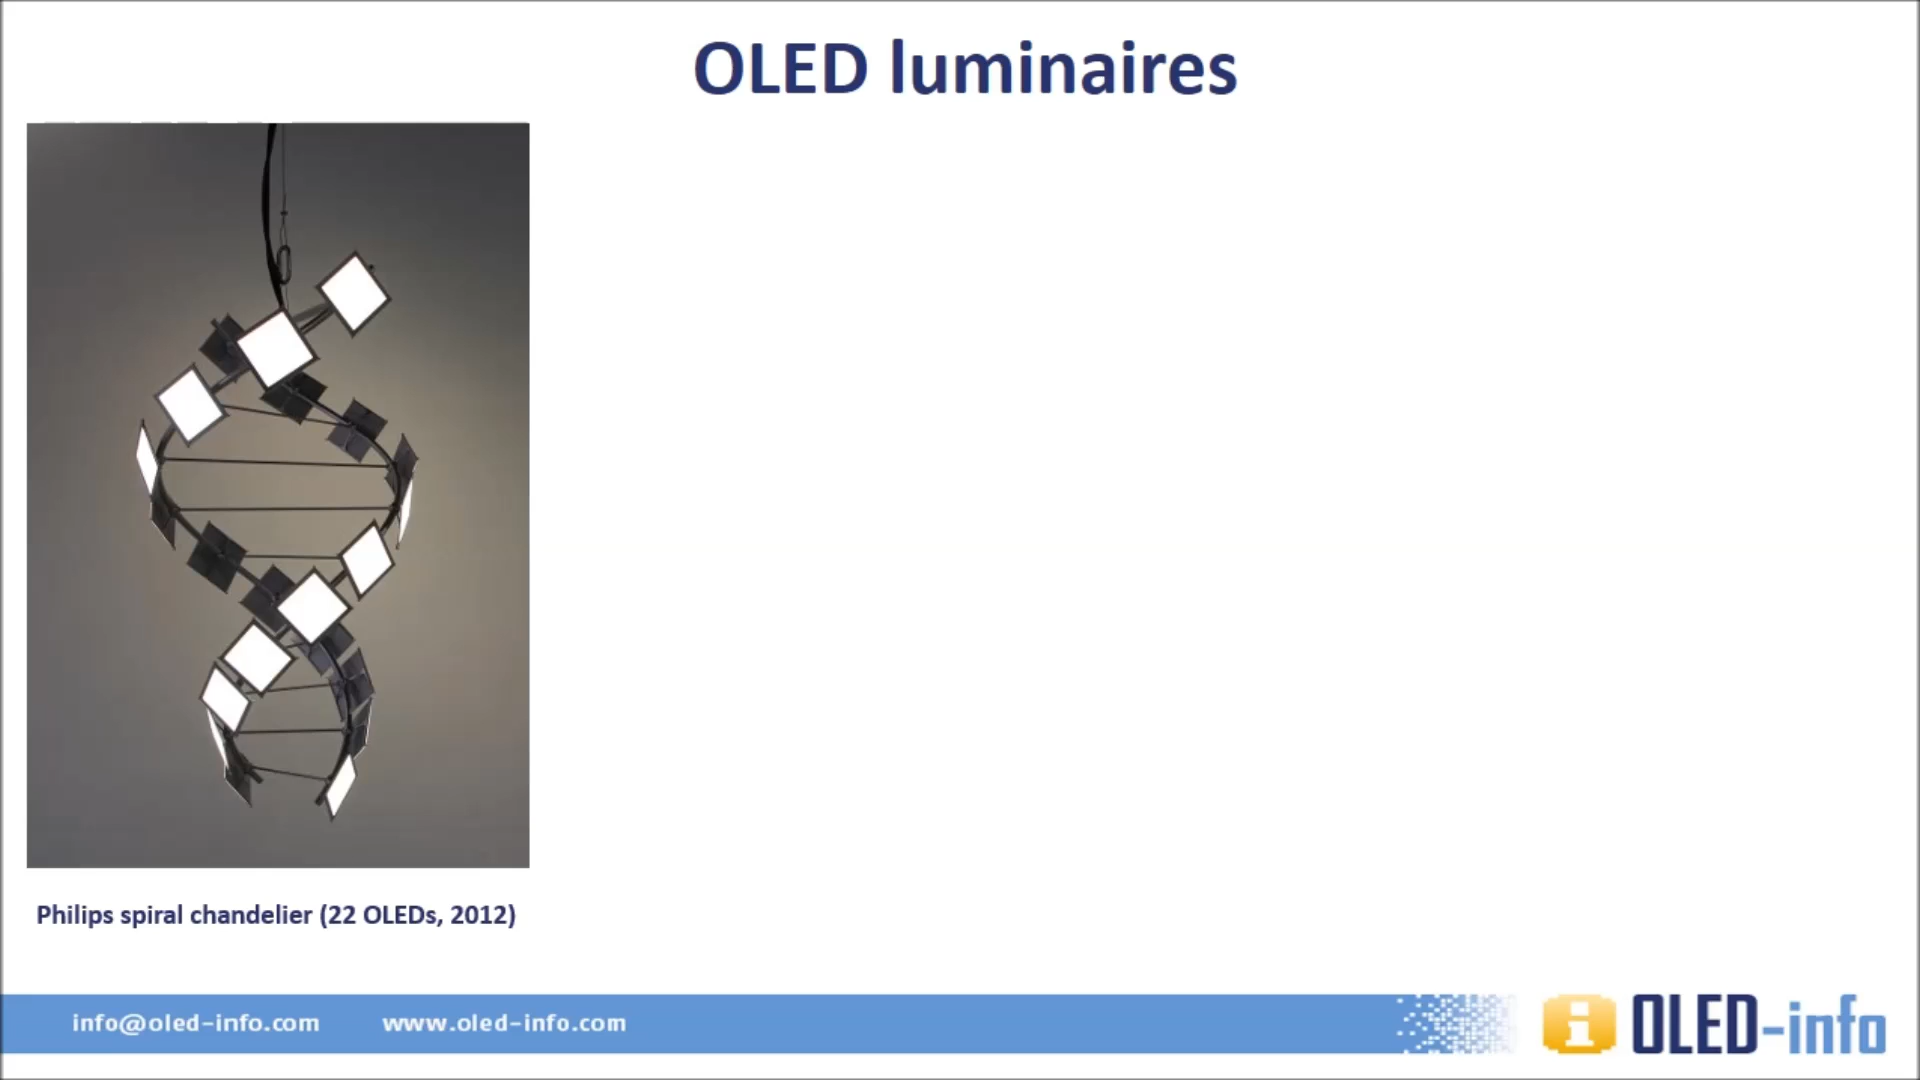 OLED luminaires
Philips spiral chandelier (22 OLEDs, 2012)
info@oled-info.com www.oled-info.com
OLED-info